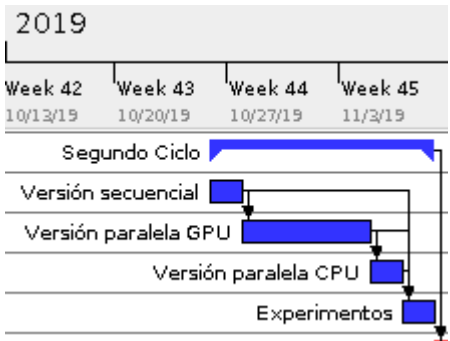 2019
Week 42 Week 43 Week 44 Week 45
10/13/19 10/20/19 10/27/19 11/3/19
Segundo Ciclo
Versión secuencial
Versión paralela GPU
Versión paralela CPU
Experimentos